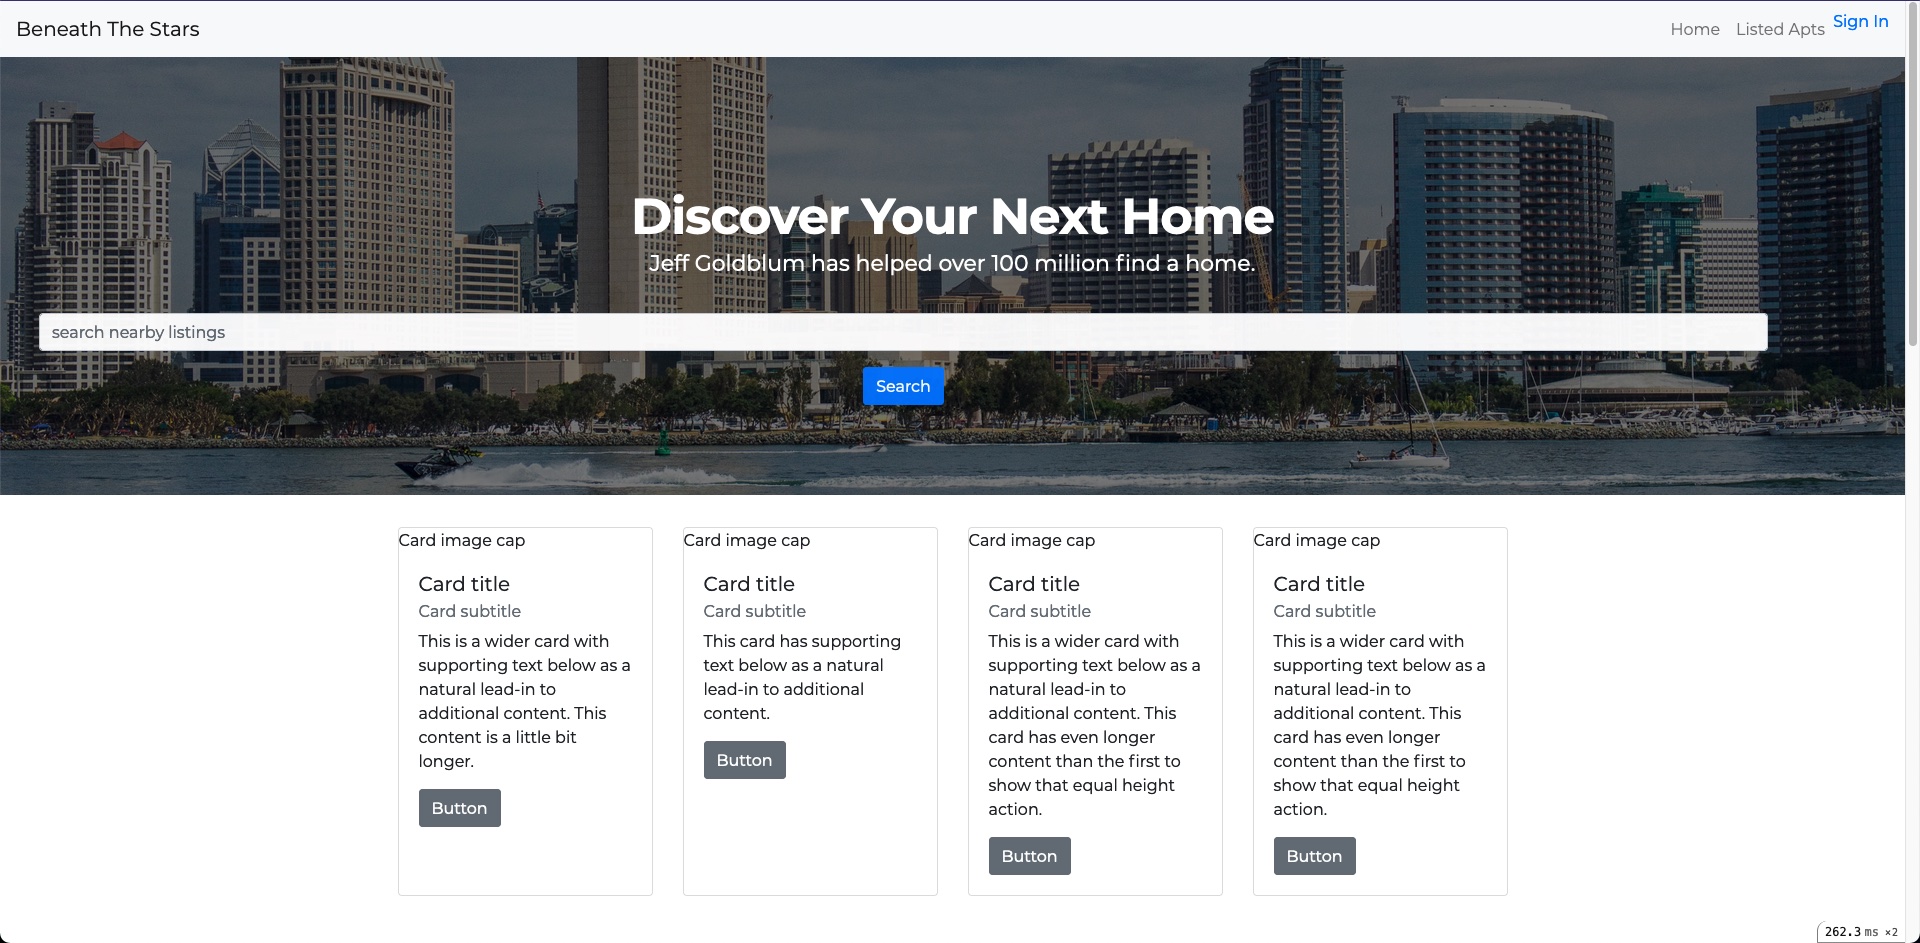 Beneath The Stars
Home
Listed Apts
Sign In
Discover Your Next Home
Jeff Goldblum has helped over 100 million find a home.
search nearby listings
Search
Card image cap
Card title
Card subtitle
This is a wider card with
supporting text below as a
natural lead-in to
additional content. This
content is a little bit
longer.
Button
Card image cap
Card title
Card subtitle
This card has supporting
text below as a natural
lead-in to additional
content.
Button
Card image cap
Card title
Card subtitle
This is a wider card with
supporting text below as a
natural lead-in to
additional content. This
card has even longer
content than the first to
show that equal height
action.
Button
Card image cap
Card title
Card subtitle
This is a wider card with
supporting text below as a
natural lead-in to
additional content. This
card has even longer
content than the first to
show that equal height
action.
Button
262.3 ms ×2